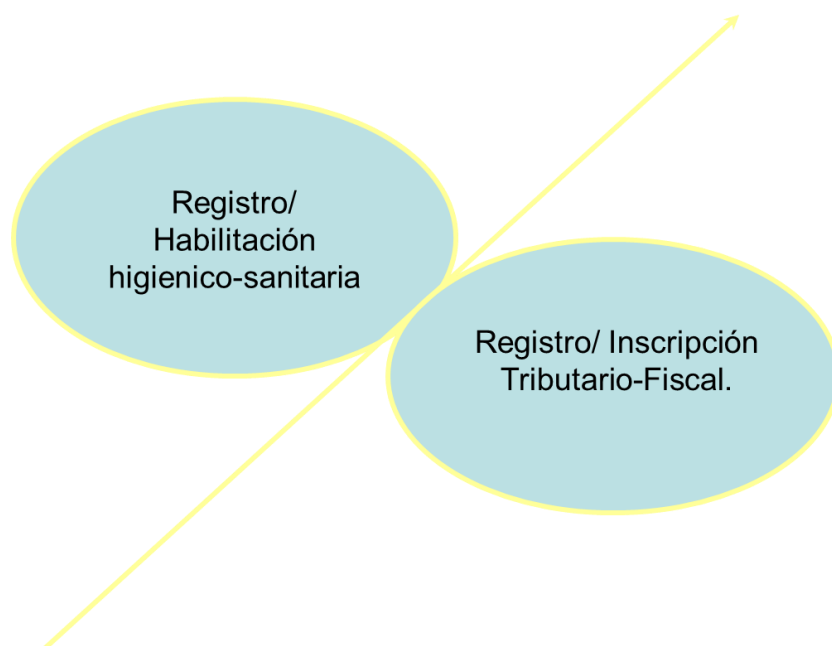 Registro/
Habilitación
higienico-sanitaria
Registro/ Inscripción
Tributario-Fiscal.